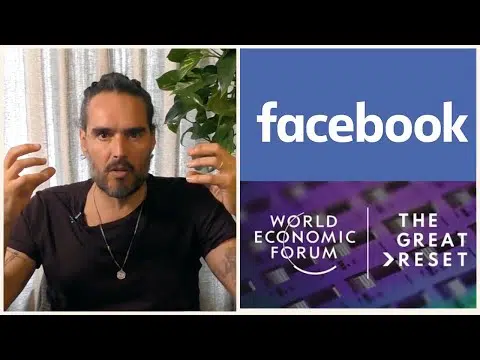 facebook
WORLD
ECONOMIC
FORUM
THE
GREAT
RESET